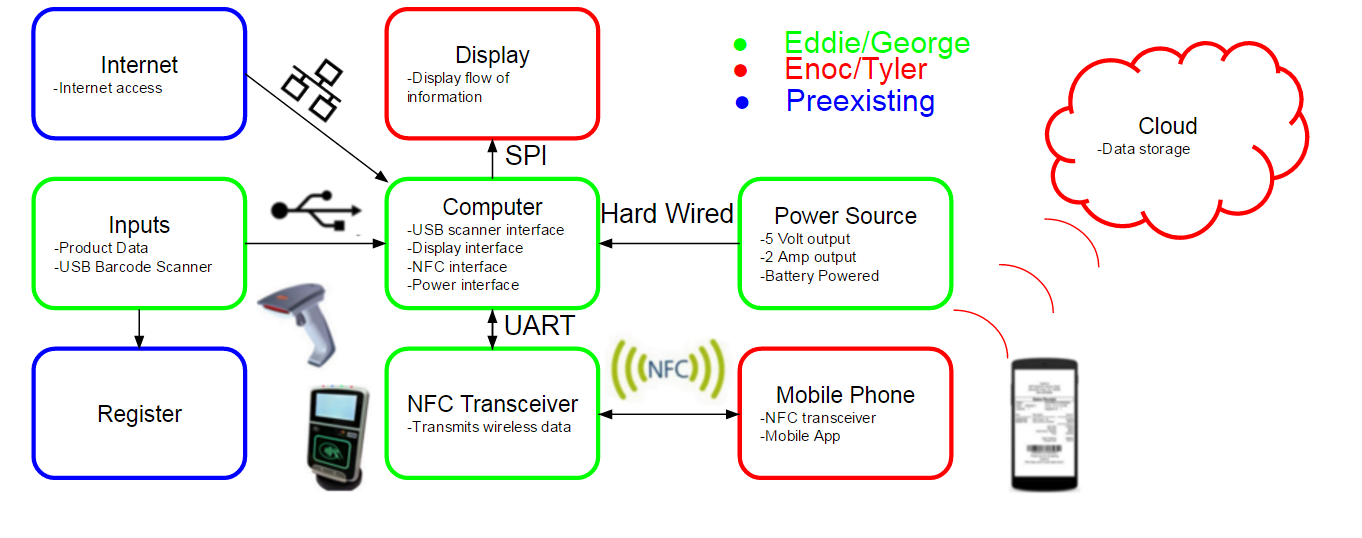 Internet
-Internet access
Display
-Display flow of
information
Eddie/George
Enoc/Tyler
Preexisting
Cloud
-Data storage
SPI
Inputs
-Product Data
-USB Barcode Scanner
Computer
-USB scanner interface
-Display interface
-NFC interface
-Power interface
Hard Wired
Power Source
-5 Volt output
-2 Amp output
-Battery Powered
UART
Register
NFC Transceiver
-Transmits wireless data
NFC
Mobile Phone
-NFC transceiver
-Mobile App